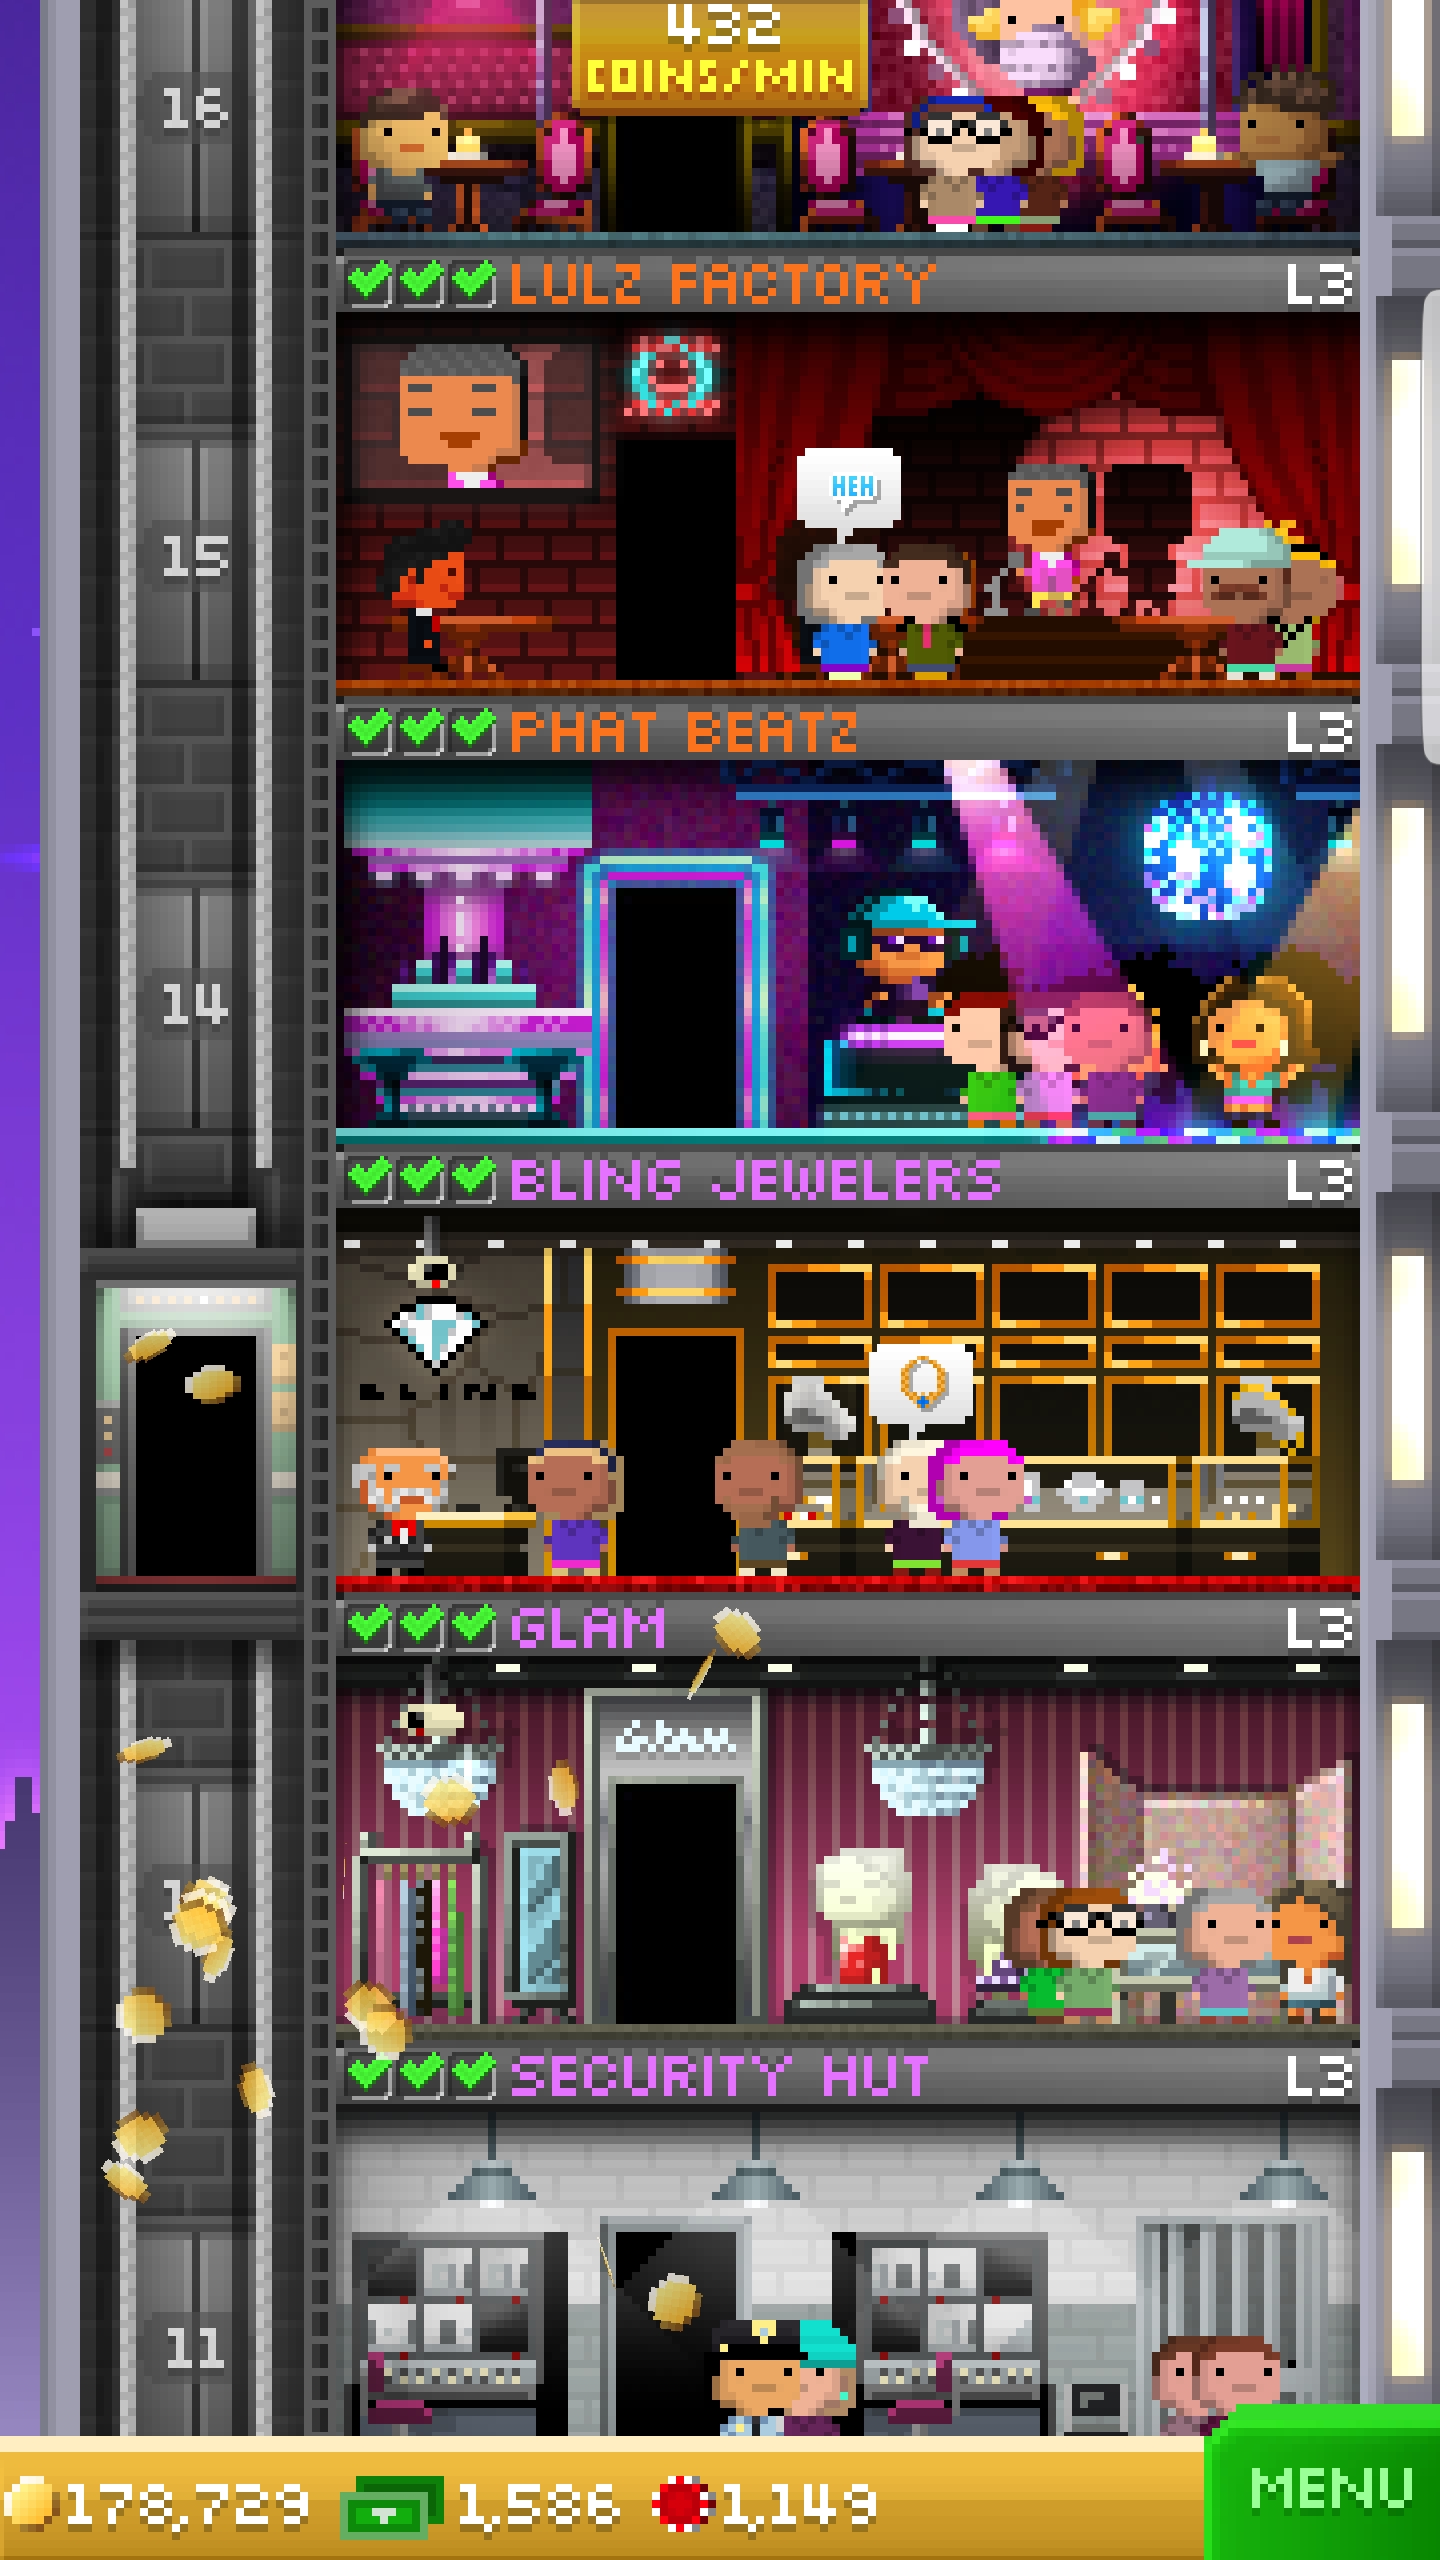 432
COINS/MIN
16
LULZ FACTORY L3
HEH
15
PHAT BEATZ L3
14
BLING JEWELERS L3
BLING
GLAM L3
Glam
SECURITY HUT L3
11
178,729 1,586 1,149
MENU